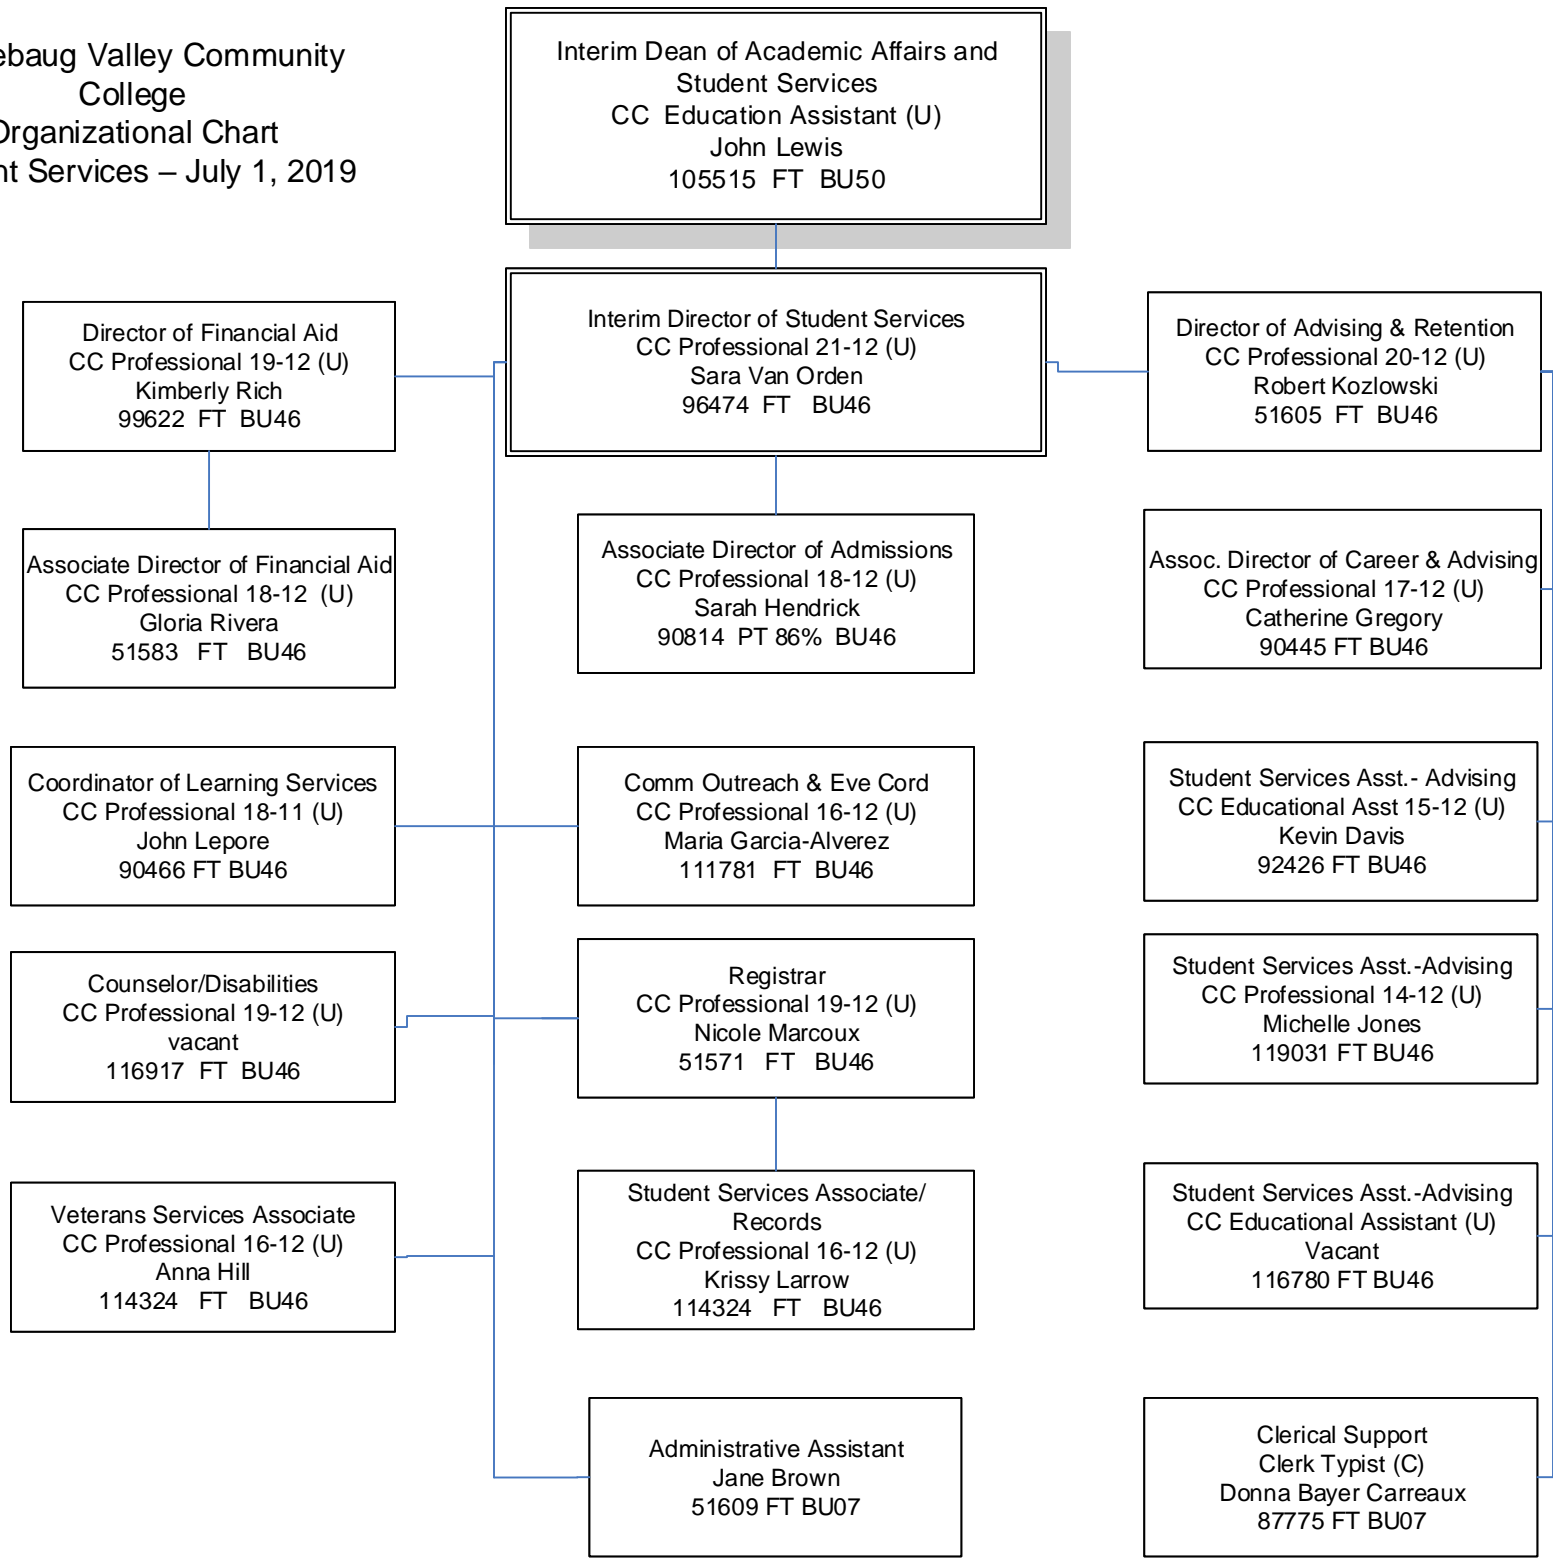 ebaug Valley Community
College
Organizational Chart
nt Services – July 1, 2019
Interim Dean of Academic Affairs and
Student Services
CC Education Assistant (U)
John Lewis
105515 FT BU50
Interim Director of Student Services
CC Professional 21-12 (U)
Sara Van Orden
96474 FT BU46
Director of Financial Aid
CC Professional 19-12 (U)
Kimberly Rich
99622 FT BU46
Director of Advising & Retention
CC Professional 20-12 (U)
Robert Kozlowski
51605 FT BU46
Associate Director of Financial Aid
CC Professional 18-12 (U)
Gloria Rivera
51583 FT BU46
Associate Director of Admissions
CC Professional 18-12 (U)
Sarah Hendrick
90814 PT 86% BU46
Assoc. Director of Career & Advising
CC Professional 17-12 (U)
Catherine Gregory
90445 FT BU46
Coordinator of Learning Services
CC Professional 18-11 (U)
John Lepore
90466 FT BU46
Comm Outreach & Eve Cord
CC Professional 16-12 (U)
Maria Garcia-Alverez
111781 FT BU46
Student Services Asst.- Advising
CC Educational Asst 15-12 (U)
Kevin Davis
92426 FT BU46
Counselor/Disabilities
CC Professional 19-12 (U)
vacant
116917 FT BU46
Registrar
CC Professional 19-12 (U)
Nicole Marcoux
51571 FT BU46
Student Services Asst.-Advising
CC Professional 14-12 (U)
Michelle Jones
119031 FT BU46
Veterans Services Associate
CC Professional 16-12 (U)
Anna Hill
114324 FT BU46
Student Services Associate/
Records
CC Professional 16-12 (U)
Krissy Larrow
114324 FT BU46
Student Services Asst.-Advising
CC Educational Assistant (U)
Vacant
116780 FT BU46
Administrative Assistant
Jane Brown
51609 FT BU07
Clerical Support
Clerk Typist (C)
Donna Bayer Carreaux
87775 FT BU07